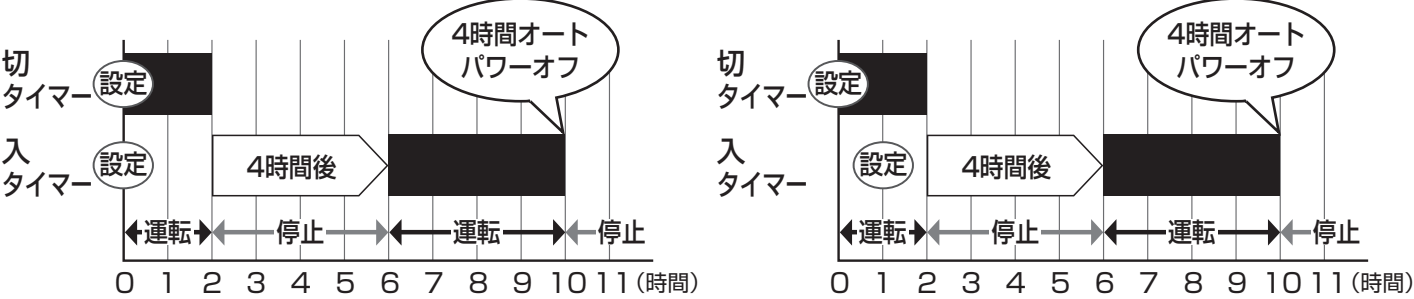 4時間オート
パワーオフ
切
タイマー
設定
入
タイマー
設定
4時間後
運転
停止
運転
停止
0 1 2 3 4 5 6 7 8 9 10 11 (時間)
4時間オート
パワーオフ
切
タイマー
設定
入
タイマー
設定
4時間後
運転
停止
運転
停止
0 1 2 3 4 5 6 7 8 9 10 11 (時間)